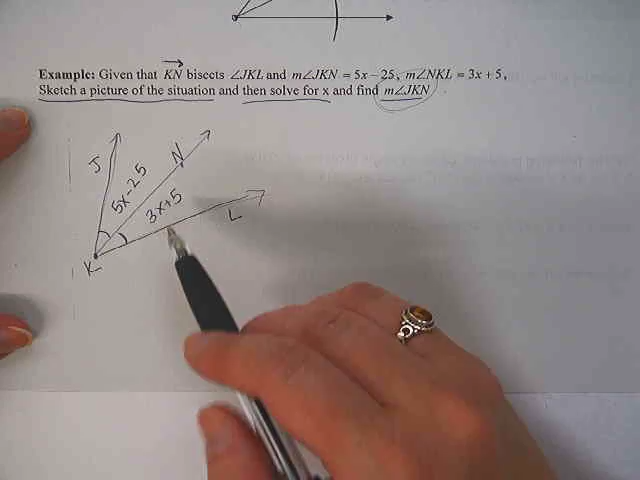 Example: Given that KN bisects ∠JKL and m∠JKN = 5x − 25, m∠NKL = 3x + 5,
Sketch a picture of the situation and then solve for x and find m∠JKN
J
N
5x-25
3x+5
L
K